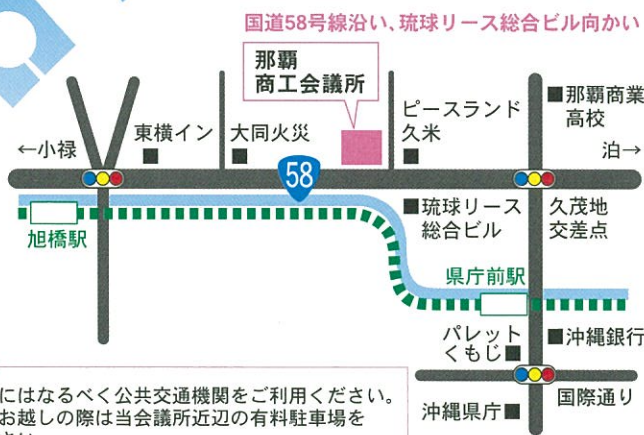 国道58号線沿い、琉球リース総合ビル向かい
那覇
商工会議所
ピースランド
久米
那覇商業
高校
←小禄
東横イン
大同火災
泊→
58
琉球リース
総合ビル
久茂地
交差点
旭橋駅
県庁前駅
パレット
くもじ
沖縄銀行
国際通り
沖縄県庁
にはなるべく公共交通機関をご利用ください。
お越しの際は当会議所近辺の有料駐車場を
さい